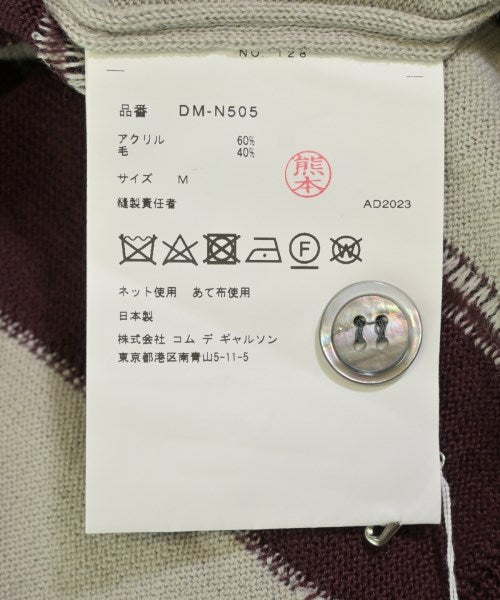 NO 128
品番 DM-N505
アクリル 60%
毛 40%
サイズ M
熊本
縫製責任者 AD2023
F W
ネット使用 あて布使用
日本製
株式会社 コム デ ギャルソン
東京都港区南青山5-11-5